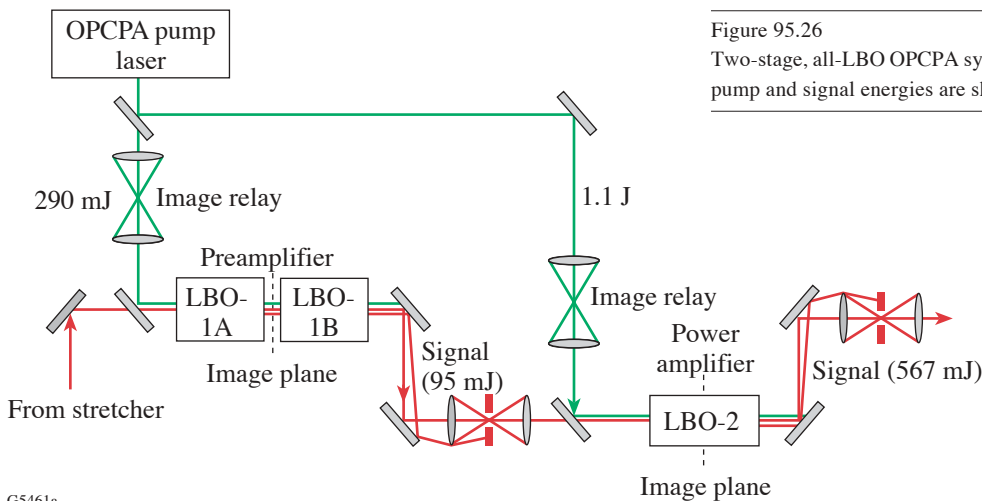 OPCPA pump
laser
Figure 95.26
Two-stage, all-LBO OPCPA sy
pump and signal energies are sl
290 mJ
Image relay
1.1 J
Preamplifier
LBO-
1A
LBO-
1B
Image plane
Image relay
Power
amplifier
Signal
(95 mJ)
Signal (567 mJ)
From stretcher
LBO-2
Image plane